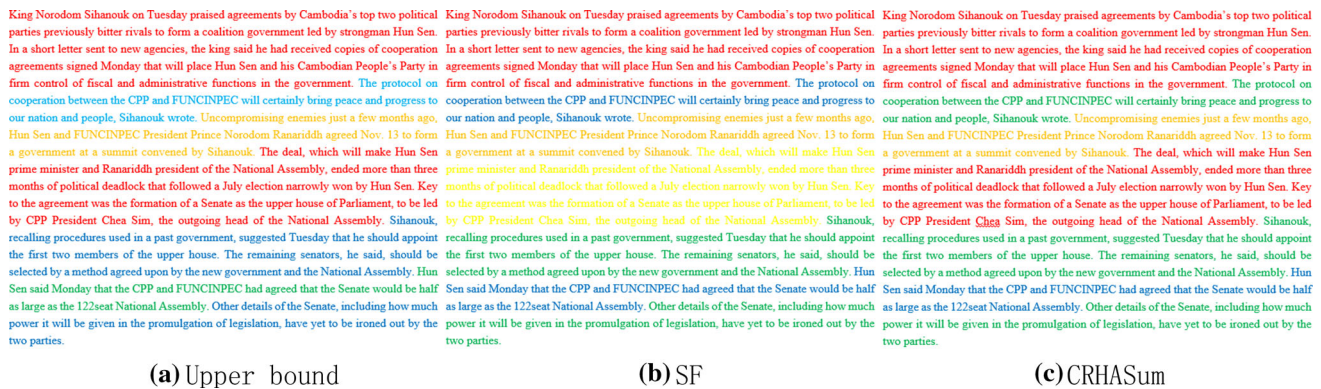 King Norodom Sihanouk on Tuesday praised agreements by Cambodia's top two political
parties previously bitter rivals to form a coalition government led by strongman Hun Sen.
In a short letter sent to new agencies, the king said he had received copies of cooperation
agreements signed Monday that will place Hun Sen and his Cambodian People's Party in
firm control of fiscal and administrative functions in the government. The protocol on
cooperation between the CPP and FUNCINPEC will certainly bring peace and progress to
our nation and people, Sihanouk wrote. Uncompromising enemies just a few months ago,
Hun Sen and FUNCINPEC President Prince Norodom Ranariddh agreed Nov. 13 to form
a government at a summit convened by Sihanouk. The deal, which will make Hun Sen
prime minister and Ranariddh president of the National Assembly, ended more than three
months of political deadlock that followed a July election narrowly won by Hun Sen. Key
to the agreement was the formation of a Senate as the upper house of Parliament, to be led
by CPP President Chea Sim, the outgoing head of the National Assembly. Sihanouk,
recalling procedures used in a past government, suggested Tuesday that he should appoint
the first two members of the upper house. The remaining senators, he said, should be
selected by a method agreed upon by the new government and the National Assembly. Hun
Sen said Monday that the CPP and FUNCINPEC had agreed that the Senate would be half
as large as the 122seat National Assembly. Other details of the Senate, including how much
power it will be given in the promulgation of legislation, have yet to be ironed out by the
two parties.
(a) Upper bound
King Norodom Sihanouk on Tuesday praised agreements by Cambodia's top two political
parties previously bitter rivals to form a coalition government led by strongman Hun Sen.
In a short letter sent to new agencies, the king said he had received copies of cooperation
agreements signed Monday that will place Hun Sen and his Cambodian People's Party in
firm control of fiscal and administrative functions in the government. The protocol on
cooperation between the CPP and FUNCINPEC will certainly bring peace and progress to
our nation and people, Sihanouk wrote. Uncompromising enemies just a few months ago,
Hun Sen and FUNCINPEC President Prince Norodom Ranariddh agreed Nov. 13 to form
a government at a summit convened by Sihanouk. The deal, which will make Hun Sen
prime minister and Ranariddh president of the National Assembly, ended more than three
months of political deadlock that followed a July election narrowly won by Hun Sen. Key
to the agreement was the formation of a Senate as the upper house of Parliament, to be led
by CPP President Chea Sim, the outgoing head of the National Assembly. Sihanouk,
recalling procedures used in a past government, suggested Tuesday that he should appoint
the first two members of the upper house. The remaining senators, he said, should be
selected by a method agreed upon by the new government and the National Assembly. Hun
Sen said Monday that the CPP and FUNCINPEC had agreed that the Senate would be half
as large as the 122seat National Assembly. Other details of the Senate, including how much
power it will be given in the promulgation of legislation, have yet to be ironed out by the
two parties.
(b) SF
King Norodom Sihanouk on Tuesday praised agreements by Cambodia's top two political
parties previously bitter rivals to form a coalition government led by strongman Hun Sen.
In a short letter sent to new agencies, the king said he had received copies of cooperation
agreements signed Monday that will place Hun Sen and his Cambodian People's Party in
firm control of fiscal and administrative functions in the government. The protocol on
cooperation between the CPP and FUNCINPEC will certainly bring peace and progress to
our nation and people, Sihanouk wrote. Uncompromising enemies just a few months ago,
Hun Sen and FUNCINPEC President Prince Norodom Ranariddh agreed Nov. 13 to form
a government at a summit convened by Sihanouk. The deal, which will make Hun Sen
prime minister and Ranariddh president of the National Assembly, ended more than three
months of political deadlock that followed a July election narrowly won by Hun Sen. Key
to the agreement was the formation of a Senate as the upper house of Parliament, to be led
by CPP President Chea Sim, the outgoing head of the National Assembly. Sihanouk,
recalling procedures used in a past government, suggested Tuesday that he should appoint
the first two members of the upper house. The remaining senators, he said, should be
selected by a method agreed upon by the new government and the National Assembly. Hun
Sen said Monday that the CPP and FUNCINPEC had agreed that the Senate would be half
as large as the 122seat National Assembly. Other details of the Senate, including how much
power it will be given in the promulgation of legislation, have yet to be ironed out by the
two parties.
(c) CRHASum